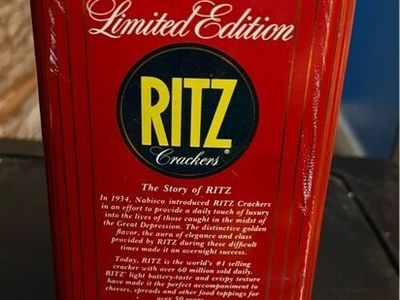 Limited Edition
RITZ
Crackers®
The Story of RITZ
In 1934, Nabisco introduced RITZ Crackers
in an effort to provide a daily touch of luxury
into the lives of those caught in the midst of
the Great Depression. The distinctive golden
flavor, the aura of elegance and class
provided by RITZ during these difficult
times made it an overnight success.
Today, RITZ is the world's #1 selling
cracker with over 60 million sold daily.
RITZ' light buttery-taste and crispy texture
have made it the perfect accompaniment to
cheeses, spreads and other food toppings for
over 50 years.